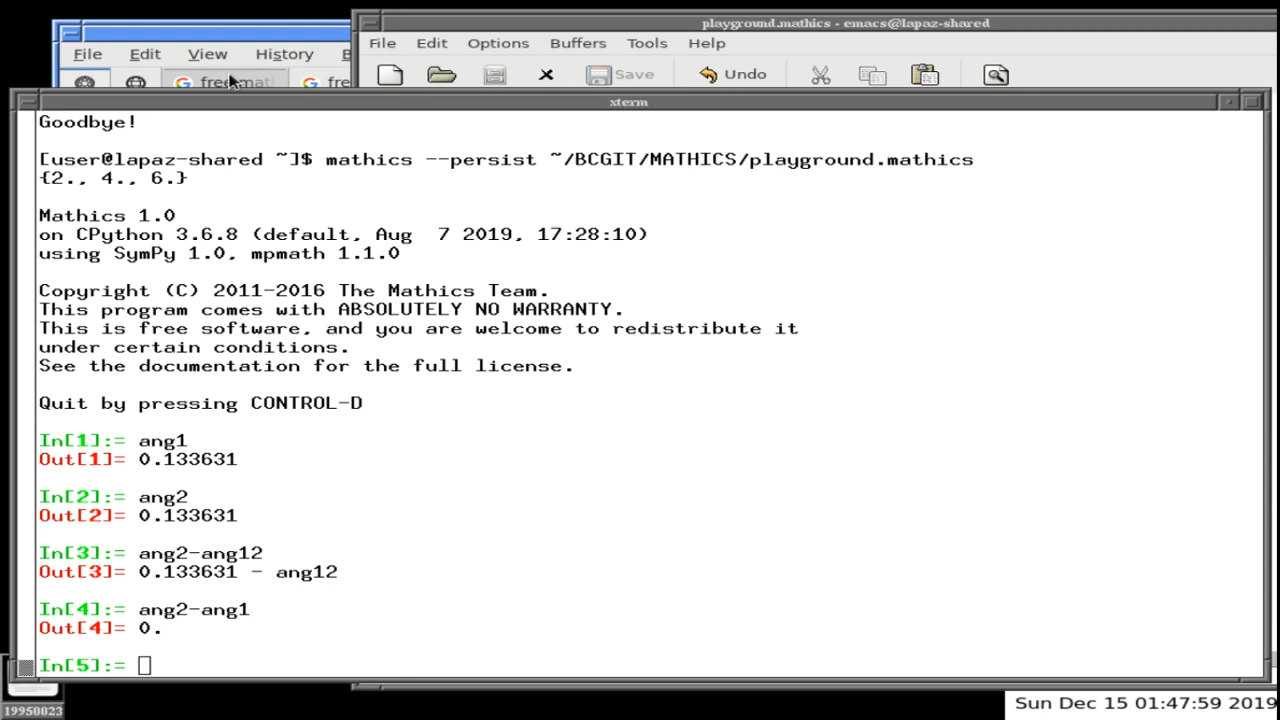 playground.mathics - emacs@lapaz-shared
File Edit View History
File Edit Options Buffers Tools Help
free mat
fre
Save Undo
xterm
Goodbye!
[user@lapaz-shared ~]$ mathics --persist ~/BCGIT/MATHICS/playground.mathics
{2., 4., 6.}
Mathics 1.0
on CPython 3.6.8 (default, Aug  7 2019, 17:28:10)
using SymPy 1.0, mpmath 1.1.0
Copyright (C) 2011-2016 The Mathics Team.
This program comes with ABSOLUTELY NO WARRANTY.
This is free software, and you are welcome to redistribute it
under certain conditions.
See the documentation for the full license.
Quit by pressing CONTROL-D
In[1]:= ang1
Out[1]= 0.133631
In[2]:= ang2
Out[2]= 0.133631
In[3]:= ang2-ang12
Out[3]= 0.133631 - ang12
In[4]:= ang2-ang1
Out[4]= 0.
In[5]:=
19950023
Sun Dec 15 01:47:59 2019